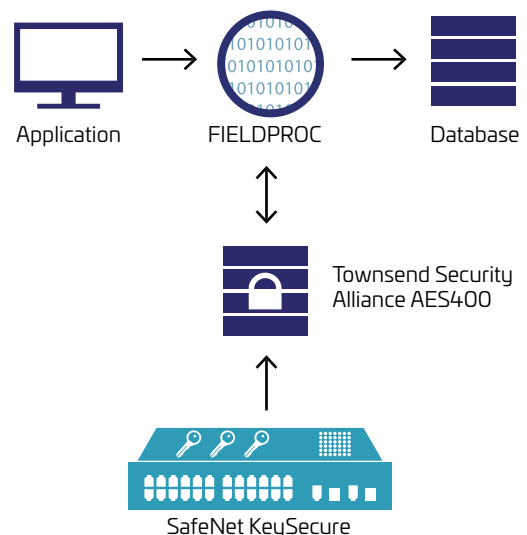 Application
FIELDPROC
Database
Townsend Security
Alliance AES400
SafeNet KeySecure